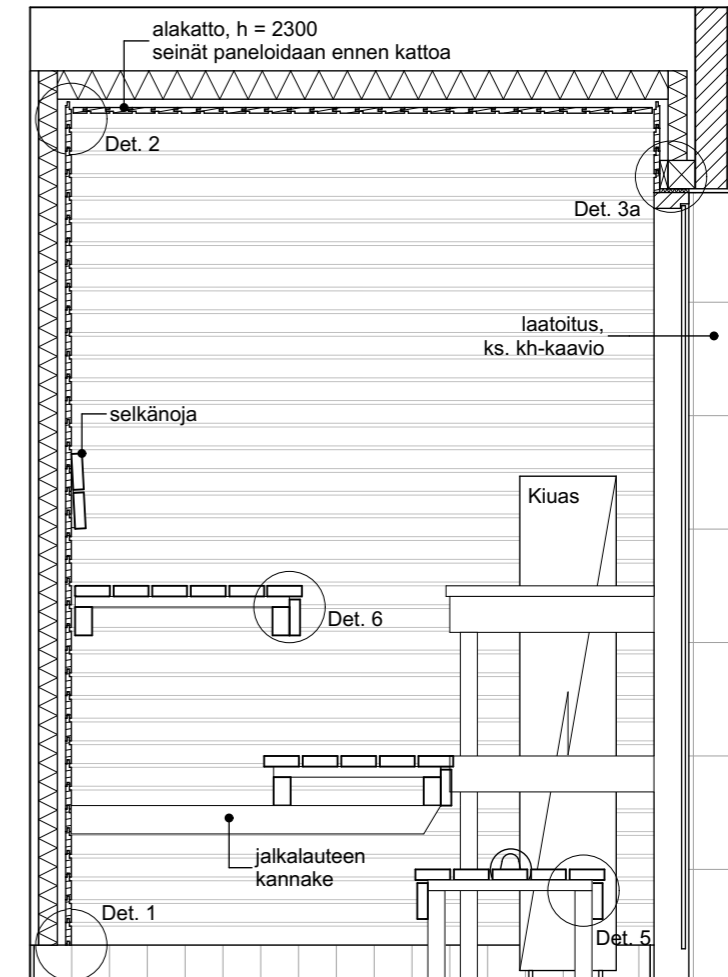 alakatto, h = 2300
seinät paneloidaan ennen kattoa
Det. 2
Det. 3a
laatoitus,
ks. kh-kaavio
selkänoja
Kiuas
Det. 6
jalkalauteen
kannake
Det. 1
Det. 5